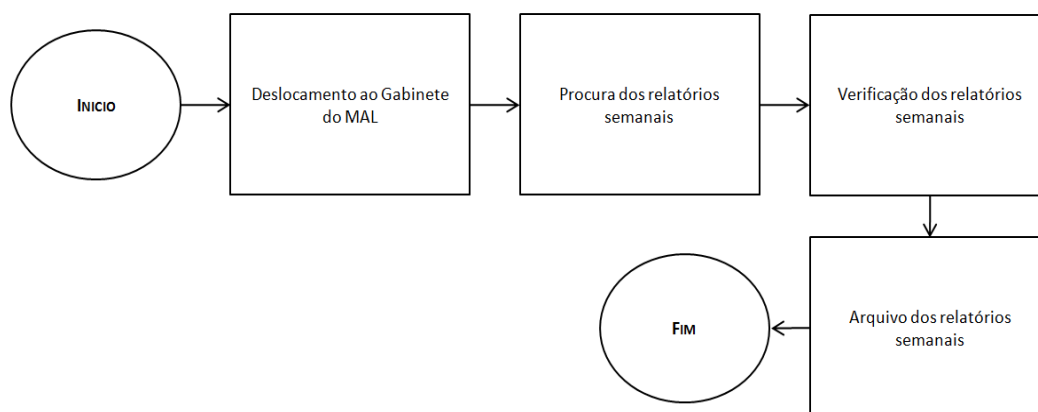 INICIO
Deslocamento ao Gabinete
do MAL
Procura dos relatórios
semanais
Verificação dos relatórios
semanais
Arquivo dos relatórios
semanais
FIM